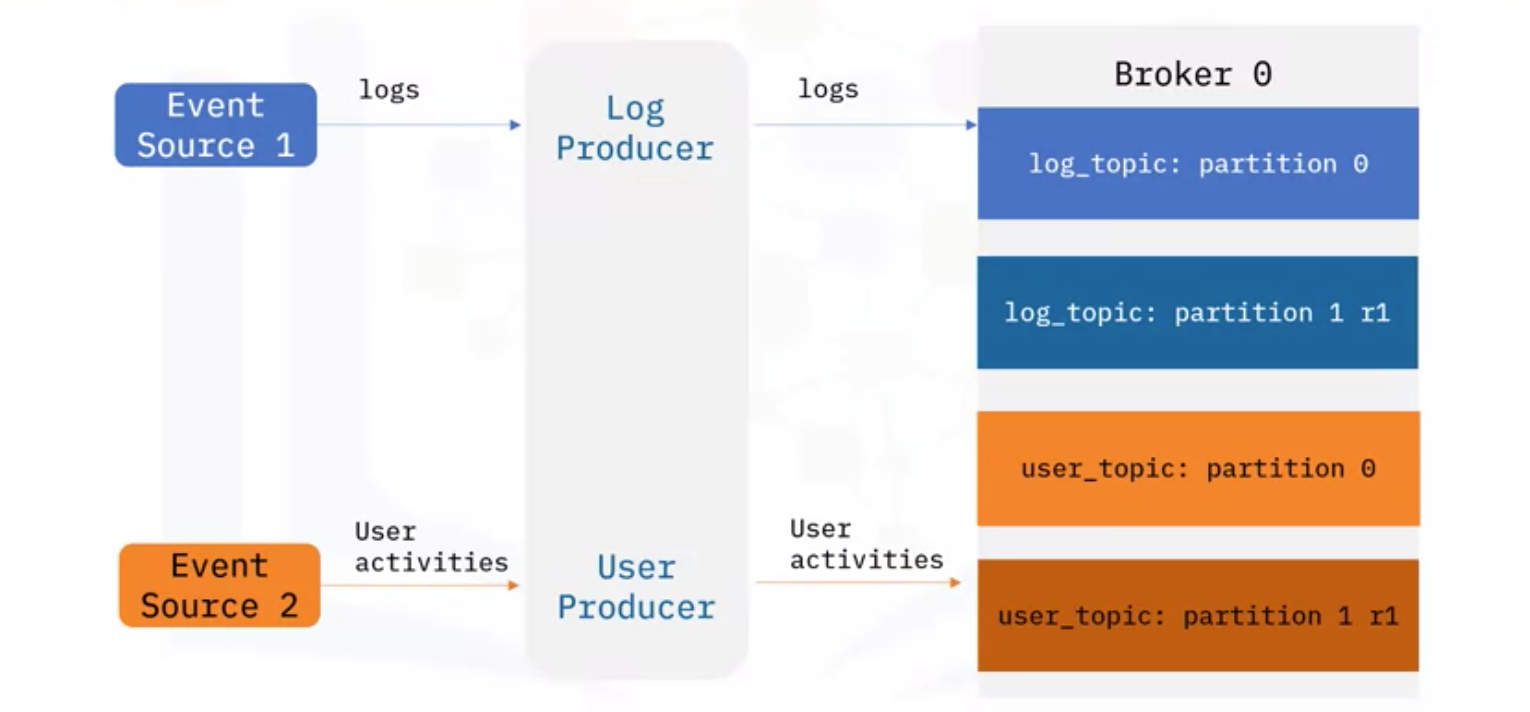 Event
Source 1
logs
Log
Producer
logs
Broker 0
log_topic: partition 0
log_topic: partition 1 r1
user_topic: partition 0
Event
Source 2
User
activities
User
Producer
User
activities
user_topic: partition 1 r1